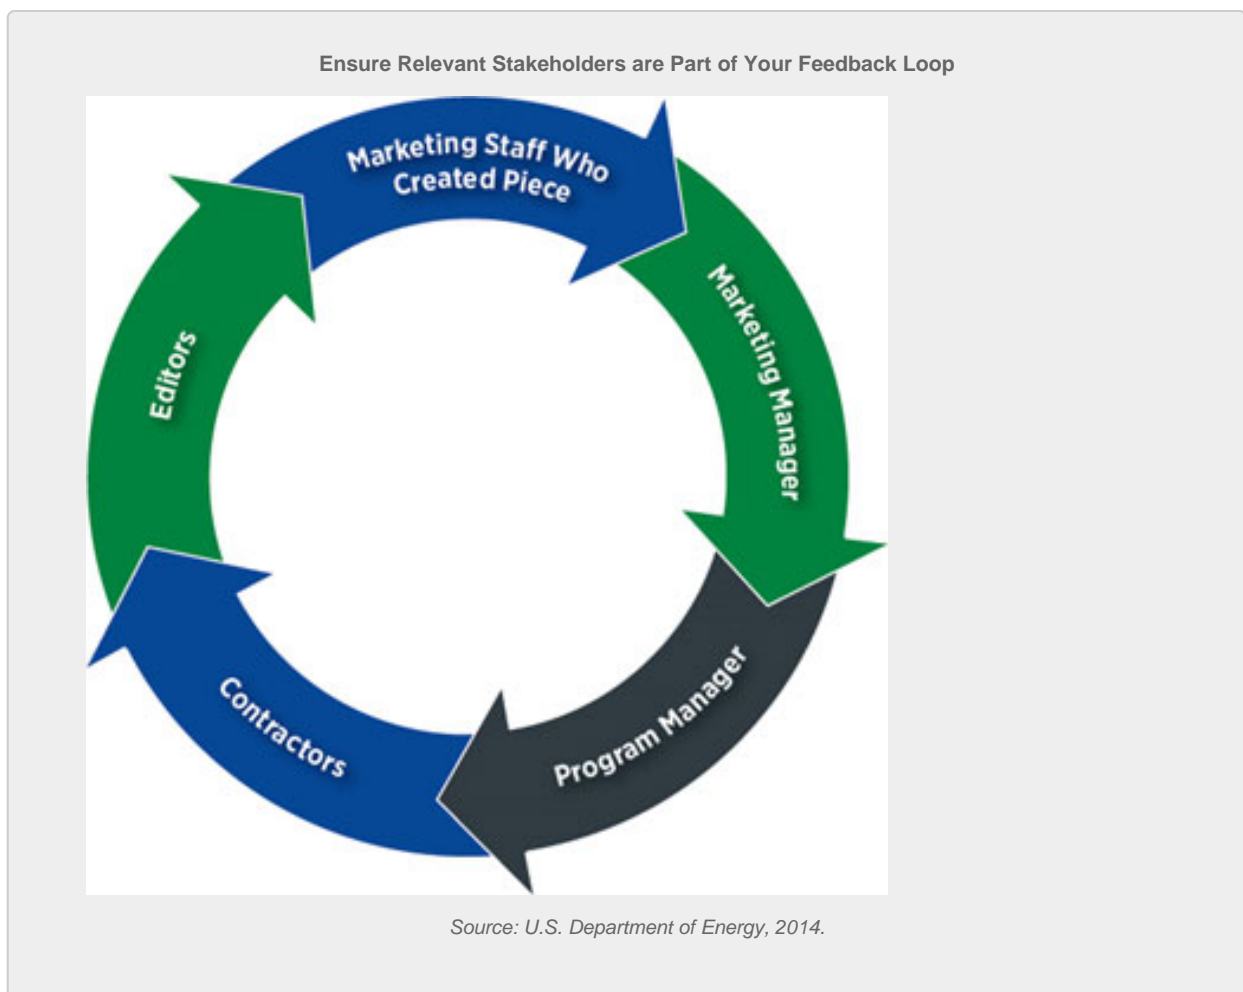 Ensure Relevant Stakeholders are Part of Your Feedback Loop
Marketing Staff Who
Created Piece
Marketing Manager
Program Manager
Contractors
Editors
Source: U.S. Department of Energy, 2014.